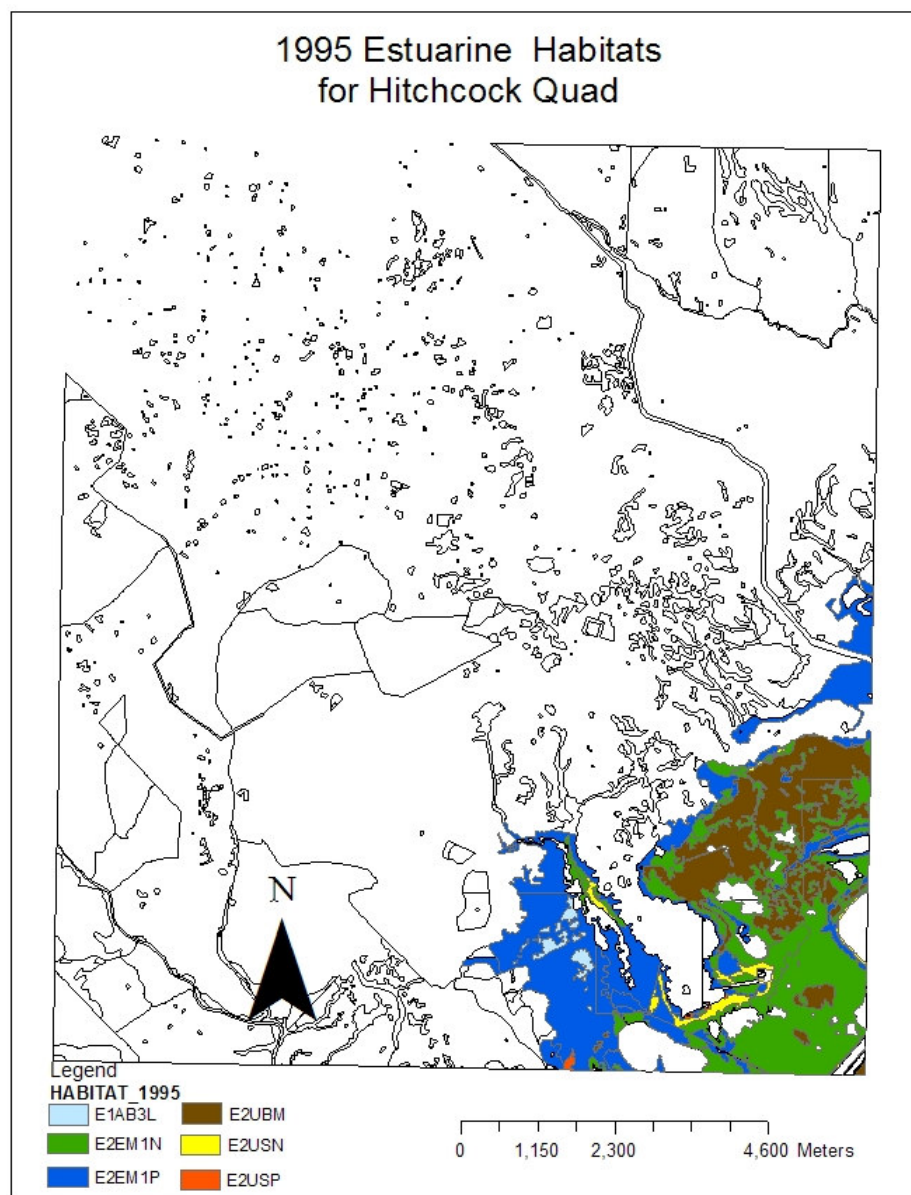 1995 Estuarine Habitats
for Hitchcock Quad
N
Legend
HABITAT_1995
E1AB3L E2UBM
E2EM1N E2USN
E2EM1P E2USP
0 1,150 2,300 4,600 Meters